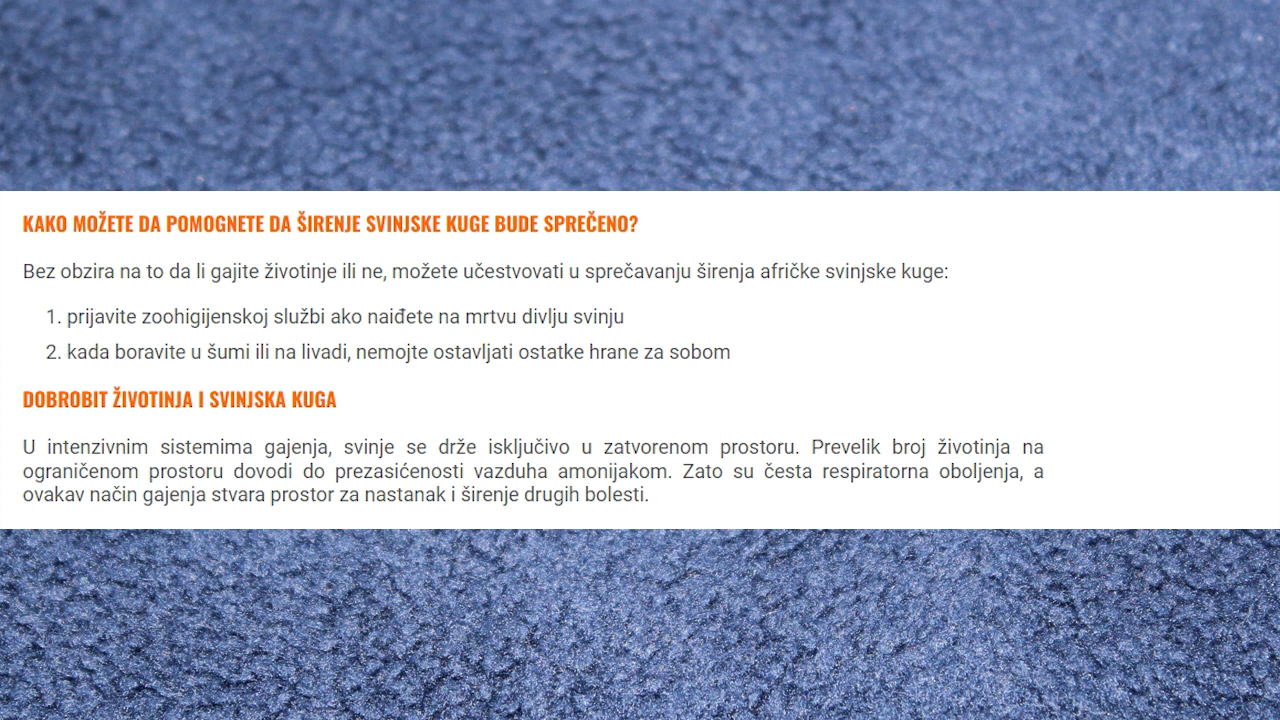 KAKO MOŽETE DA POMOGNETE DA ŠIRENJE SVINJSKE KUGE BUDE SPREČENO?
Bez obzira na to da li gajite životinje ili ne, možete učestvovati u sprečavanju širenja afričke svinjske kuge:
1. prijavite zoohigijenskoj službi ako naiđete na mrtvu divlju svinju
2. kada boravite u šumi ili na livadi, nemojte ostavljati ostatke hrane za sobom
DOBROBIT ŽIVOTINJA I SVINJSKA KUGA
U intenzivnim sistemima gajenja, svinje se drže isključivo u zatvorenom prostoru. Prevelik broj životinja na
ograničenom prostoru dovodi do prezasićenosti vazduha amonijakom. Zato su česta respiratorna oboljenja, a
ovakav način gajenja stvara prostor za nastanak i širenje drugih bolesti.